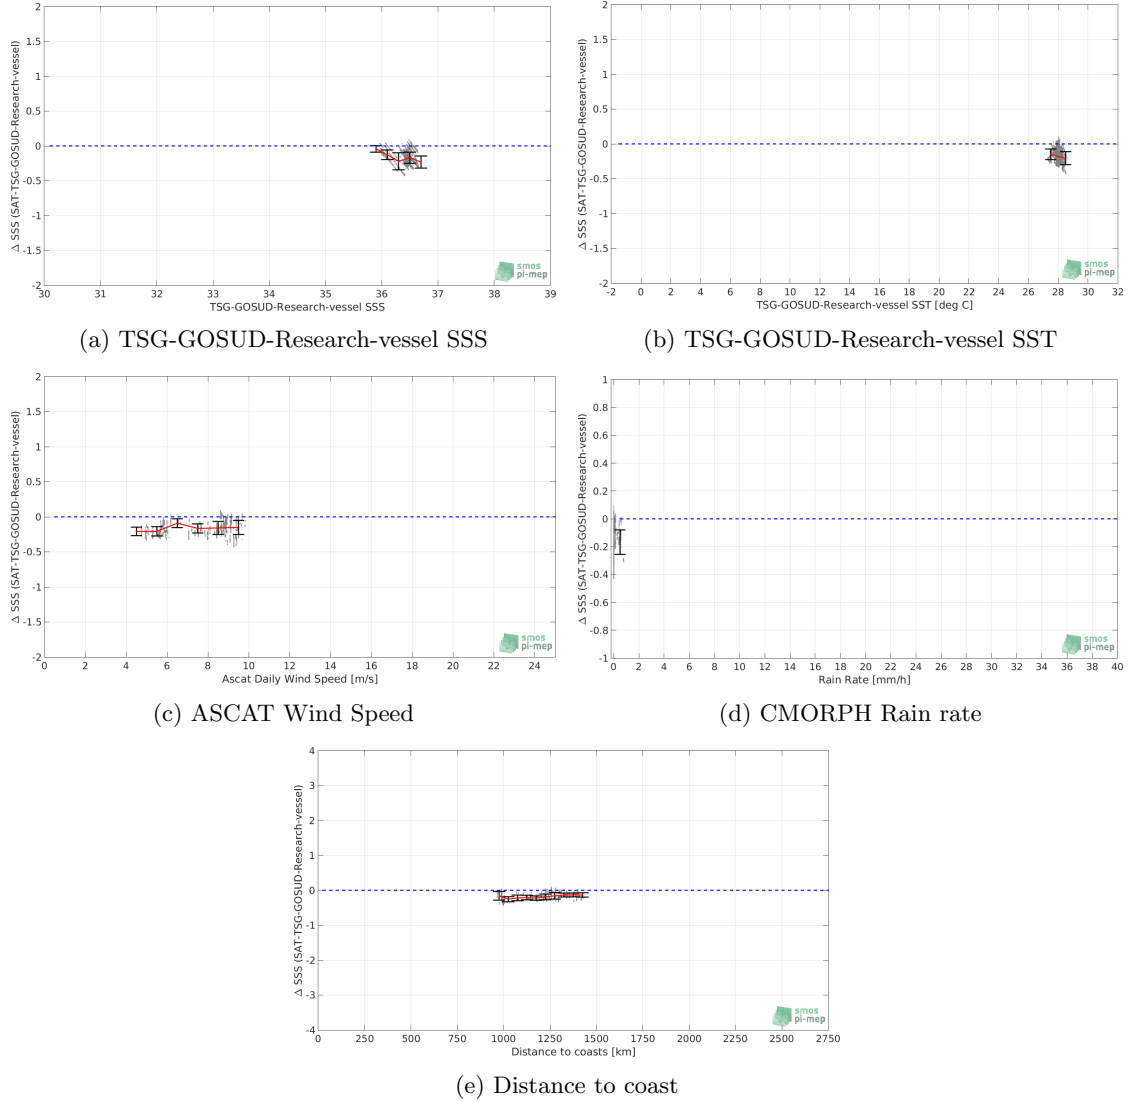 2
1.5
1
0.5
0
-0.5
-1
-1.5
-2
Δ SSS (SAT-TSG-GOSUD-Research-vessel)
30 31 32 33 34 35 36 37 38 39
TSG-GOSUD-Research-vessel SSS
smos
pi-mep
(a) TSG-GOSUD-Research-vessel SSS
2
1.5
1
0.5
0
-0.5
-1
-1.5
-2
Δ SSS (SAT-TSG-GOSUD-Research-vessel)
-2 0 2 4 6 8 10 12 14 16 18 20 22 24 26 28 30 32
TSG-GOSUD-Research-vessel SST [deg C]
smos
pi-mep
(b) TSG-GOSUD-Research-vessel SST
2
1.5
1
0.5
0
-0.5
-1
-1.5
-2
Δ SSS (SAT-TSG-GOSUD-Research-vessel)
0 2 4 6 8 10 12 14 16 18 20 22 24
Ascat Daily Wind Speed [m/s]
smos
pi-mep
(c) ASCAT Wind Speed
1
0.8
0.6
0.4
0.2
0
-0.2
-0.4
-0.6
-0.8
-1
Δ SSS (SAT-TSG-GOSUD-Research-vessel)
0 2 4 6 8 10 12 14 16 18 20 22 24 26 28 30 32 34 36 38 40
Rain Rate [mm/h]
smos
pi-mep
(d) CMORPH Rain rate
4
3
2
1
0
-1
-2
-3
-4
Δ SSS (SAT-TSG-GOSUD-Research-vessel)
0 250 500 750 1000 1250 1500 1750 2000 2250 2500 2750
Distance to coasts [km]
smos
pi-mep
(e) Distance to coast